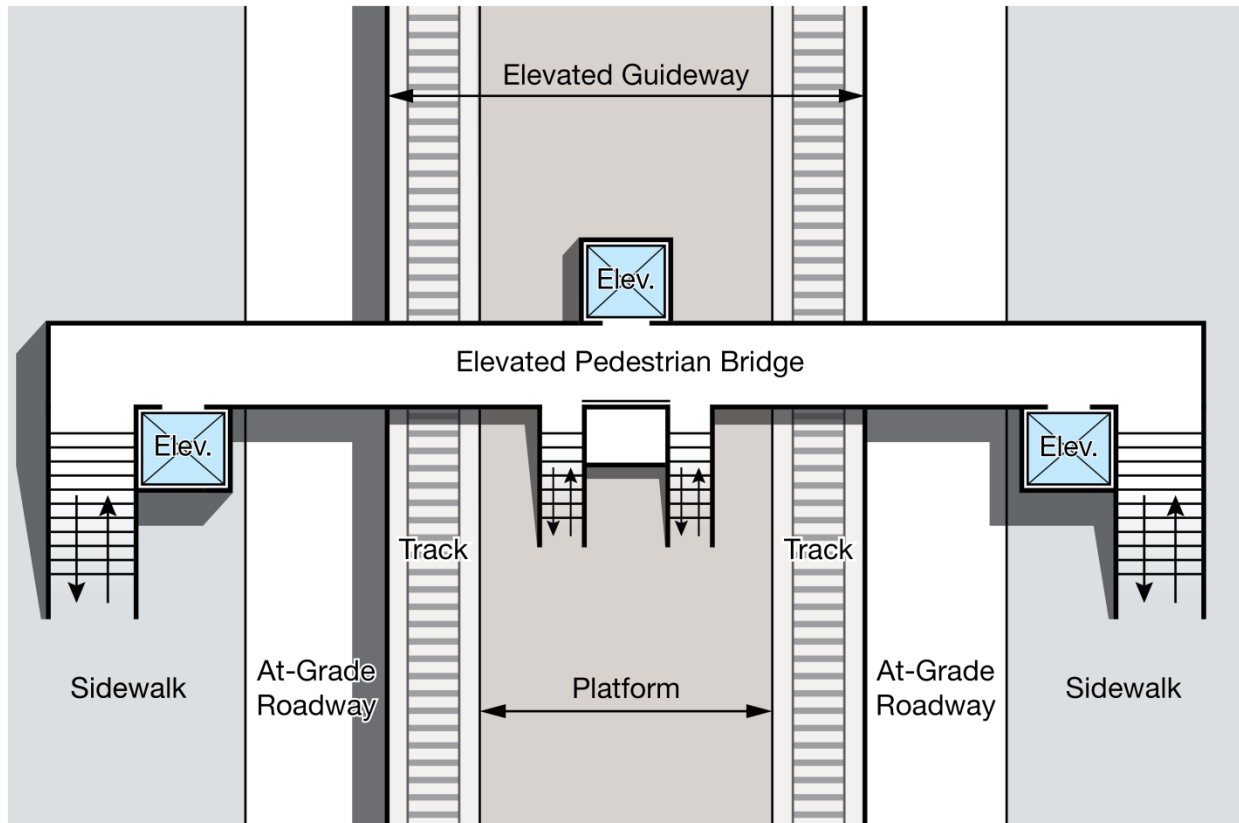 Elevated Guideway
Elev.
Elevated Pedestrian Bridge
Elev.
Elev.
Track
Track
Sidewalk
At-Grade
Roadway
Platform
At-Grade
Roadway
Sidewalk